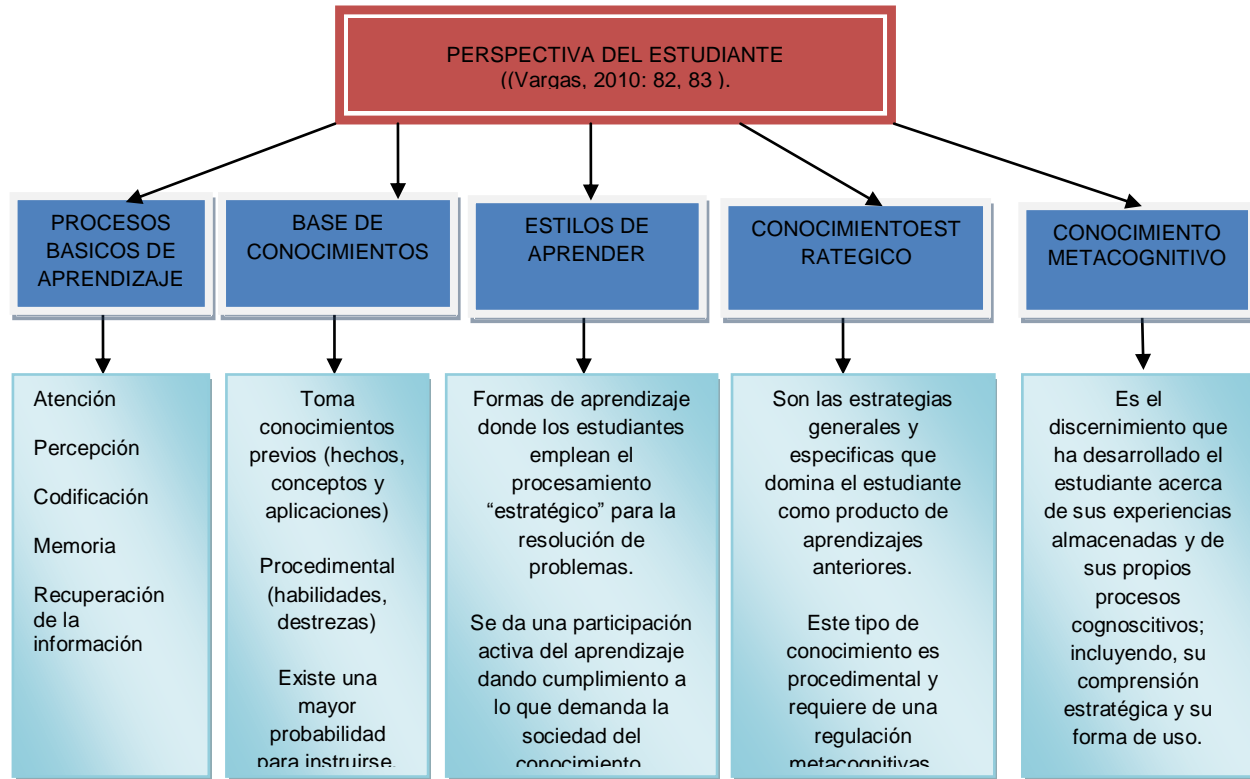 PERSPECTIVA DEL ESTUDIANTE
((Vargas, 2010: 82, 83 ).
PROCESOS
BASICOS DE
APRENDIZAJE
BASE DE
CONOCIMIENTOS
ESTILOS DE
APRENDER
CONOCIMIENTOEST
RATEGICO
CONOCIMIENTO
METACOGNITIVO
Atención
Percepción
Codificación
Memoria
Recuperación
de la
información
Toma
conocimientos
previos (hechos,
conceptos y
aplicaciones)
Procedimental
(habilidades,
destrezas)
Existe una
mayor
probabilidad
para instruirse.
Formas de aprendizaje
donde los estudiantes
emplean el
procesamiento
“estratégico” para la
resolución de
problemas.
Se da una participación
activa del aprendizaje
dando cumplimiento a
lo que demanda la
sociedad del
conocimiento
Son las estrategias
generales y
especificas que
domina el estudiante
como producto de
aprendizajes
anteriores.
Este tipo de
conocimiento es
procedimental y
requiere de una
regulación
metacognitivas
Es el
discernimiento que
ha desarrollado el
estudiante acerca
de sus experiencias
almacenadas y de
sus propios
procesos
cognoscitivos;
incluyendo, su
comprensión
estratégica y su
forma de uso.